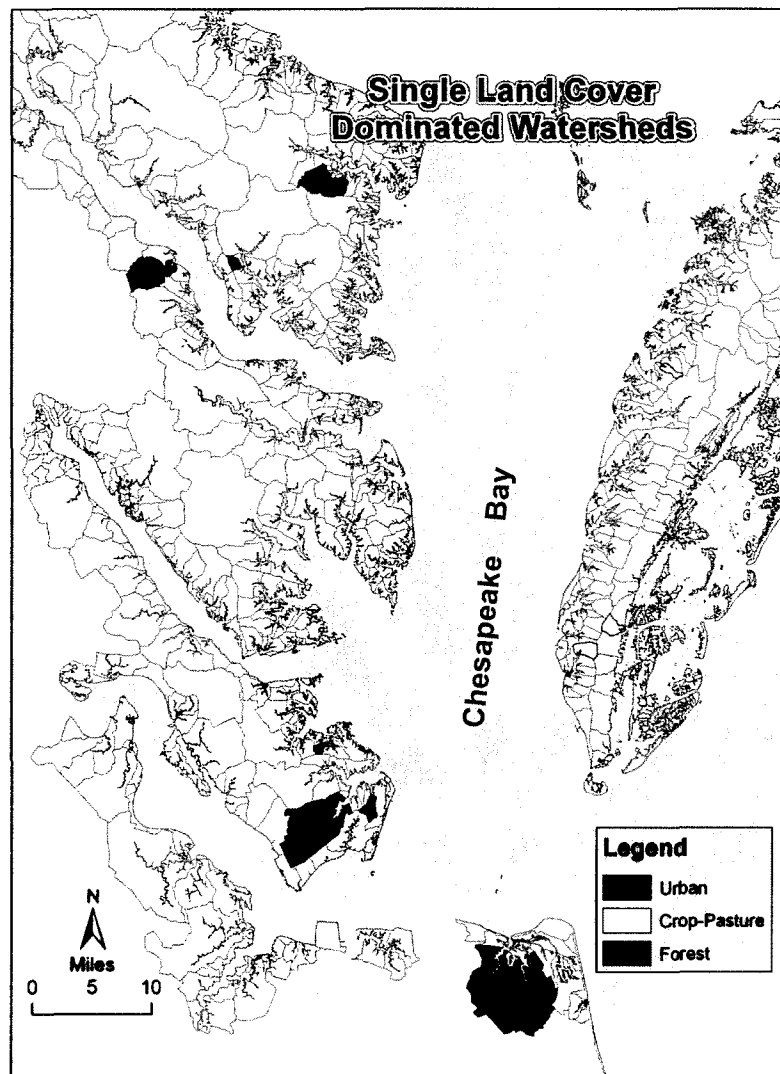 Single Land Cover
Dominated Watersheds
Chesapeake Bay
Legend
Urban
Crop-Pasture
Forest
N
Miles
0 5 10